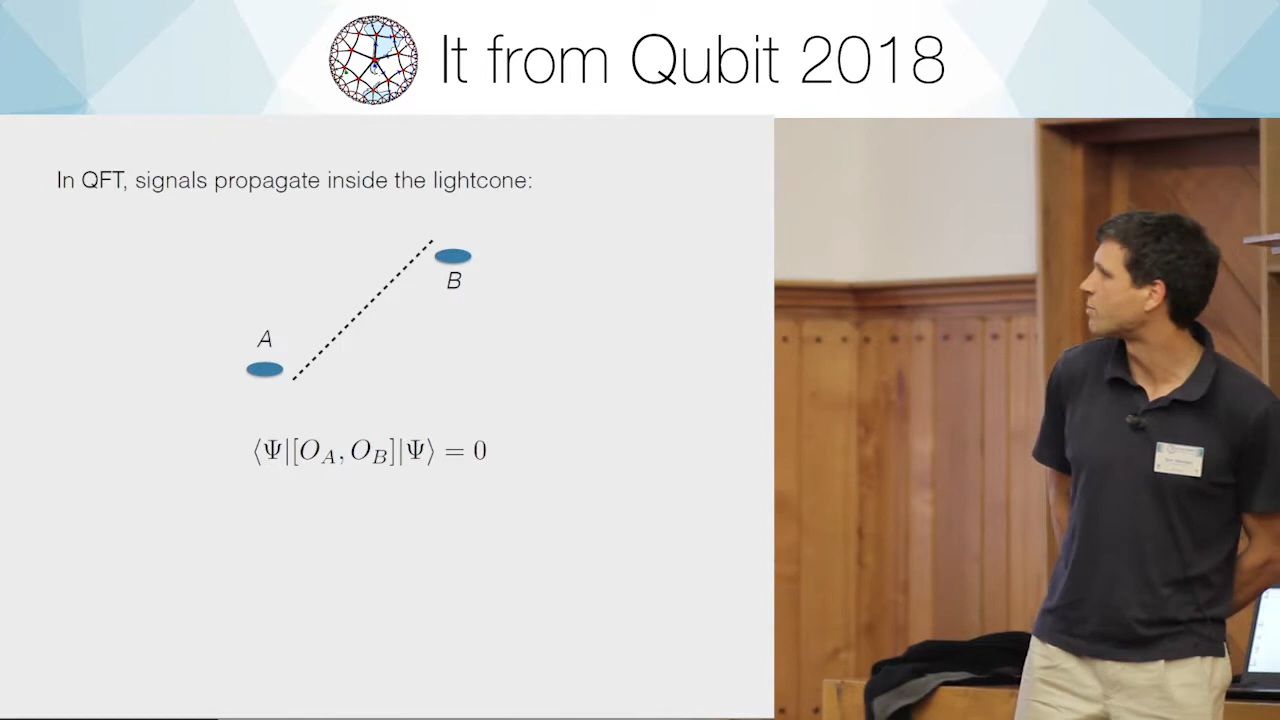 It from Qubit 2018
In QFT, signals propagate inside the lightcone:
B
A
⟨Ψ|[O_A, O_B]|Ψ⟩ = 0